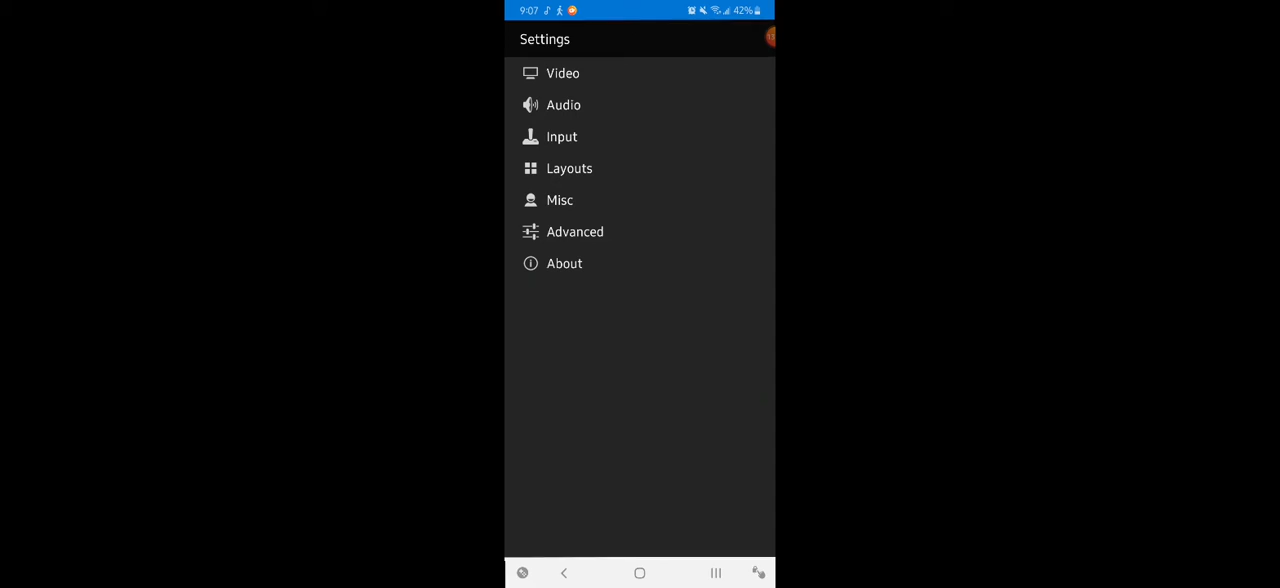 9:07 42%
Settings
Video
Audio
Input
Layouts
Misc
Advanced
About